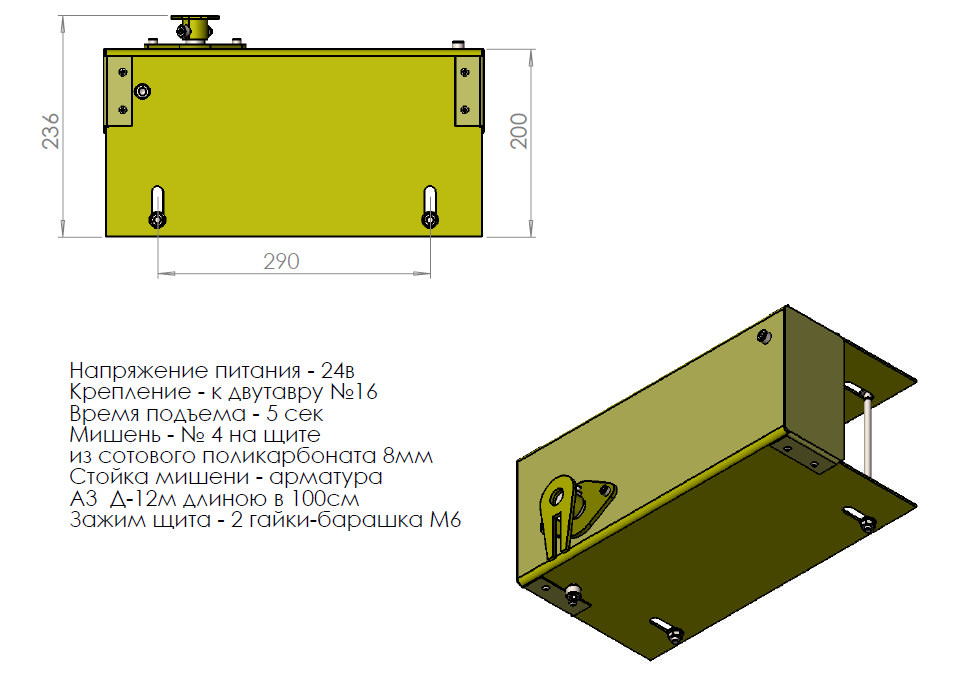 236
200
290
Напряжение питания - 24в
Крепление - к двутавру №16
Время подъема - 5 сек
Мишень - № 4 на щите
из сотового поликарбоната 8мм
Стойка мишени - арматура
А3 Д-12м длиною в 100см
Зажим щита - 2 гайки-барашка М6